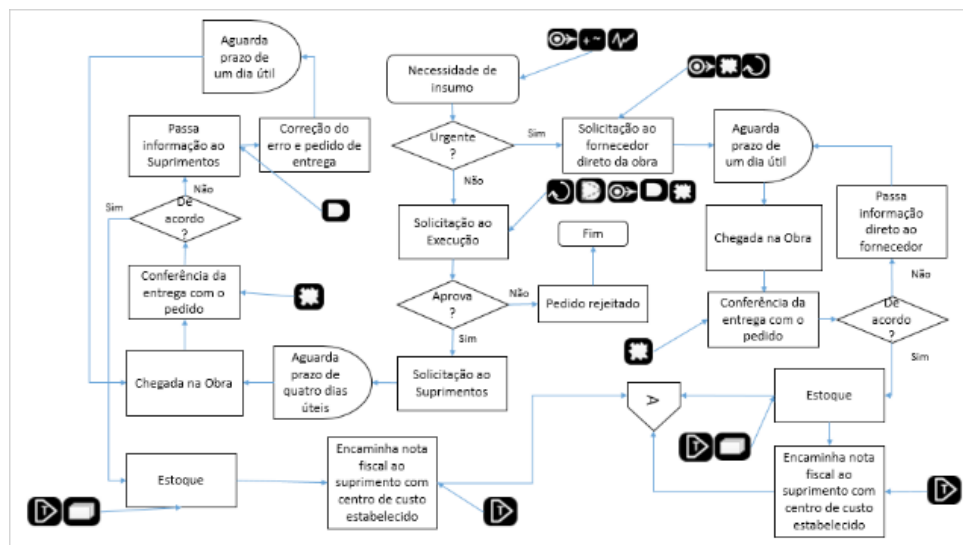 Aguarda
prazo de
um dia útil
Necessidade de
insumo
+ ~
Passa
informação ao
Suprimentos
Correção do
erro e pedido de
entrega
Urgente
?
Sim
Solicitação ao
fornecedor
direto da obra
Aguarda
prazo de
um dia útil
Não
Sim
Não
De
acordo
?
Solicitação ao
Execução
Fim
Chegada na Obra
Passa
informação
direto ao
fornecedor
Conferência da
entrega com o
pedido
Aprova
?
Não
Pedido rejeitado
Conferência da
entrega com o
pedido
Não
De
acordo
?
Sim
Sim
Chegada na Obra
Aguarda
prazo de
quatro dias
úteis
Solicitação ao
Suprimentos
A
Estoque
T
Estoque
Encaminha nota
fiscal ao
suprimento com
centro de custo
estabelecido
Encaminha nota
fiscal ao
suprimento com
centro de custo
estabelecido
T
T
T